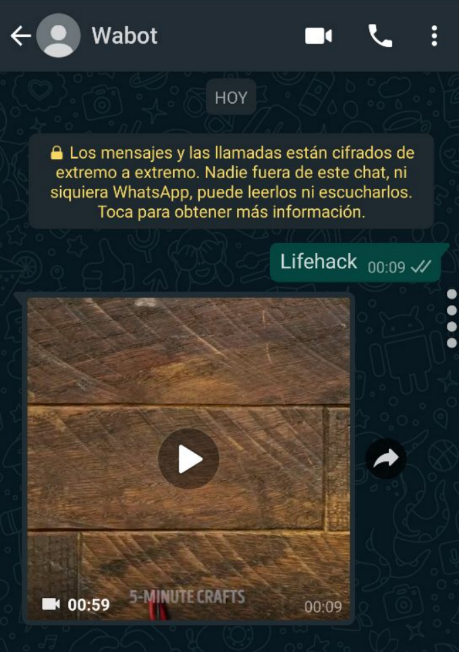 Wabot
HOY
Los mensajes y las llamadas están cifrados de
extremo a extremo. Nadie fuera de este chat, ni
siquiera WhatsApp, puede leerlos ni escucharlos.
Toca para obtener más información.
Lifehack 00:09
5-MINUTE CRAFTS
00:59 00:09